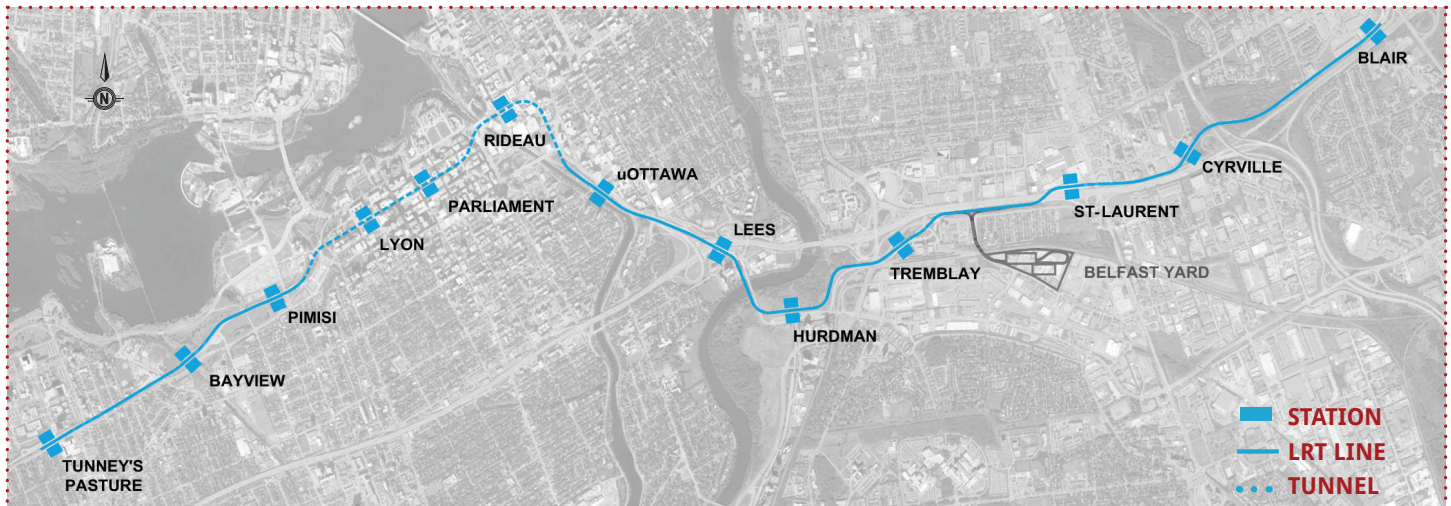 N
BLAIR
RIDEAU
CYRVILLE
uOTTAWA
PARLIAMENT
ST-LAURENT
LYON
LEES
TREMBLAY
BELFAST YARD
PIMISI
HURDMAN
BAYVIEW
TUNNEY'S
PASTURE
STATION
LRT LINE
TUNNEL